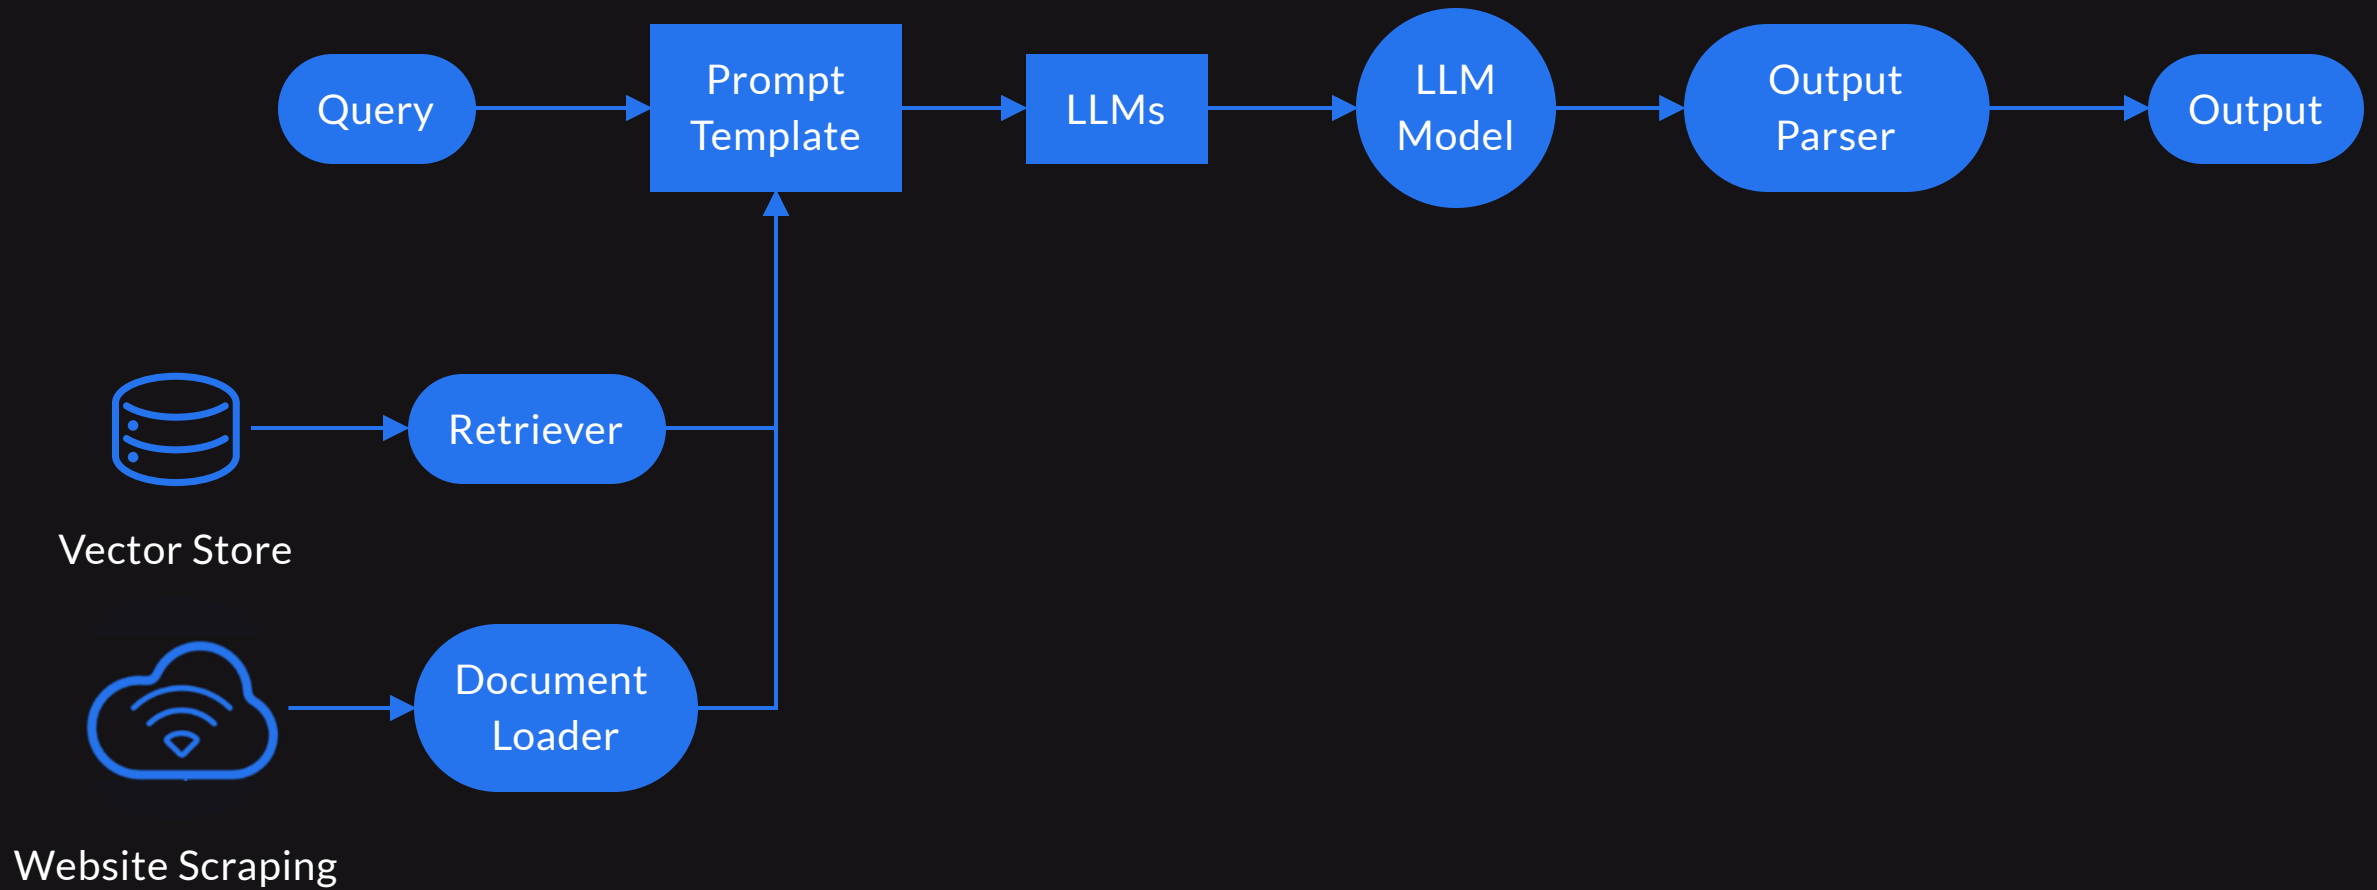 Query
Prompt
Template
LLMs
LLM
Model
Output
Parser
Output
Retriever
Vector Store
Document
Loader
Website Scraping